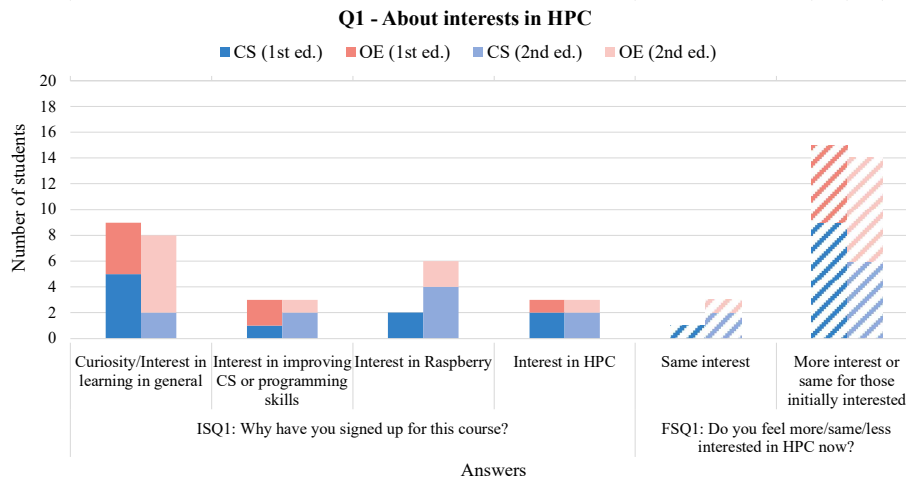 Q1 - About interests in HPC
CS (1st ed.) OE (1st ed.) CS (2nd ed.) OE (2nd ed.)
Number of students
20
18
16
14
12
10
8
6
4
2
0
Curiosity/Interest in
learning in general
Interest in improving
CS or programming
skills
Interest in Raspberry
Interest in HPC
Same interest
More interest or
same for those
initially interested
ISQ1: Why have you signed up for this course?
FSQ1: Do you feel more/same/less
interested in HPC now?
Answers